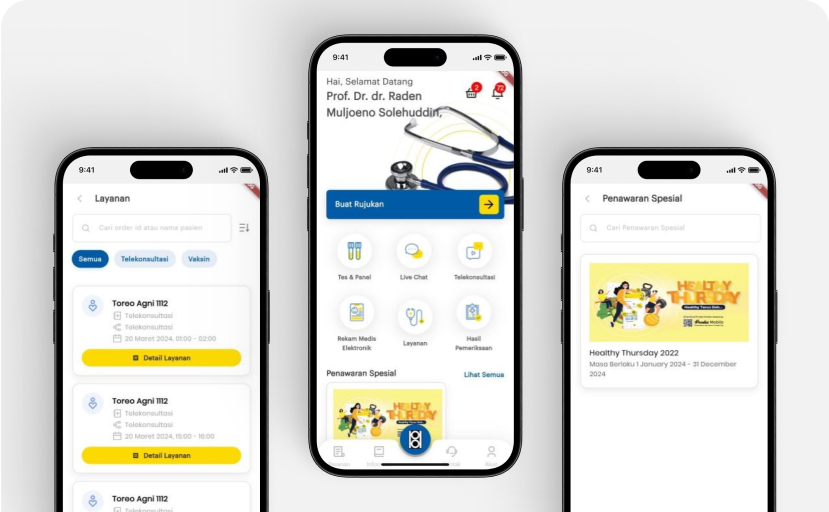 9:41
Layanan
Cari order id atau nama pasien
Semua
Telekonsultasi
Vaksin
Toreo Agni 1112
Telekonsultasi
Telekonsultasi
20 Maret 2024, 01:00 - 02:00
Detail Layanan
Toreo Agni 1112
Telekonsultasi
Telekonsultasi
20 Maret 2024, 15:00 - 16:00
Detail Layanan
Toreo Agni 1112
Telekonsultasi
9:41
Hai, Selamat Datang
Prof. Dr. dr. Raden
Muljoeno Solehuddin,
2
72
Buat Rujukan
Tes & Panel
Live Chat
Telekonsultasi
Rekam Medis
Elektronik
Layanan
Hasil
Pemeriksaan
Penawaran Spesial
Lihat Semua
HEALTHY
THURSDAY
9:41
Penawaran Spesial
Cari Penawaran Spesial
HEALTHY
THURSDAY
Healthy Thursday 2022
Masa Berlaku 1 January 2024 - 31 December
2024